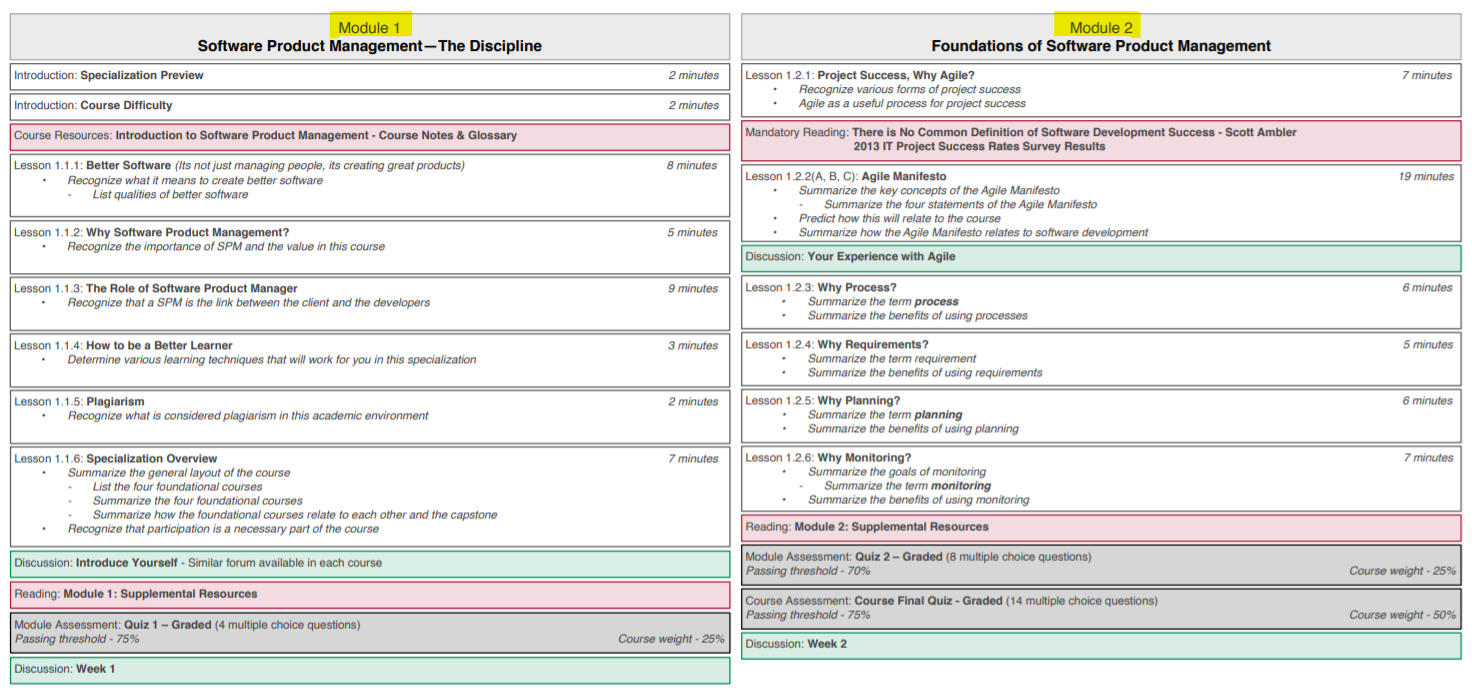 Module 1
Software Product Management—The Discipline
Introduction: Specialization Preview 2 minutes
Introduction: Course Difficulty 2 minutes
Course Resources: Introduction to Software Product Management - Course Notes & Glossary
Lesson 1.1.1: Better Software (Its not just managing people, its creating great products) 8 minutes
• Recognize what it means to create better software
- List qualities of better software
Lesson 1.1.2: Why Software Product Management? 5 minutes
• Recognize the importance of SPM and the value in this course
Lesson 1.1.3: The Role of Software Product Manager 9 minutes
• Recognize that a SPM is the link between the client and the developers
Lesson 1.1.4: How to be a Better Learner 3 minutes
• Determine various learning techniques that will work for you in this specialization
Lesson 1.1.5: Plagiarism 2 minutes
• Recognize what is considered plagiarism in this academic environment
Lesson 1.1.6: Specialization Overview 7 minutes
• Summarize the general layout of the course
- List the four foundational courses
- Summarize the four foundational courses
- Summarize how the foundational courses relate to each other and the capstone
• Recognize that participation is a necessary part of the course
Discussion: Introduce Yourself - Similar forum available in each course
Reading: Module 1: Supplemental Resources
Module Assessment: Quiz 1 – Graded (4 multiple choice questions)
Passing threshold - 75% Course weight - 25%
Discussion: Week 1
Module 2
Foundations of Software Product Management
Lesson 1.2.1: Project Success, Why Agile? 7 minutes
• Recognize various forms of project success
• Agile as a useful process for project success
Mandatory Reading: There is No Common Definition of Software Development Success - Scott Ambler
2013 IT Project Success Rates Survey Results
Lesson 1.2.2(A, B, C): Agile Manifesto 19 minutes
• Summarize the key concepts of the Agile Manifesto
- Summarize the four statements of the Agile Manifesto
• Predict how this will relate to the course
• Summarize how the Agile Manifesto relates to software development
Discussion: Your Experience with Agile
Lesson 1.2.3: Why Process? 6 minutes
• Summarize the term process
• Summarize the benefits of using processes
Lesson 1.2.4: Why Requirements? 5 minutes
• Summarize the term requirement
• Summarize the benefits of using requirements
Lesson 1.2.5: Why Planning? 6 minutes
• Summarize the term planning
• Summarize the benefits of using planning
Lesson 1.2.6: Why Monitoring? 7 minutes
• Summarize the goals of monitoring
- Summarize the term monitoring
• Summarize the benefits of using monitoring
Reading: Module 2: Supplemental Resources
Module Assessment: Quiz 2 – Graded (8 multiple choice questions)
Passing threshold - 70% Course weight - 25%
Course Assessment: Course Final Quiz - Graded (14 multiple choice questions)
Passing threshold - 75% Course weight - 50%
Discussion: Week 2